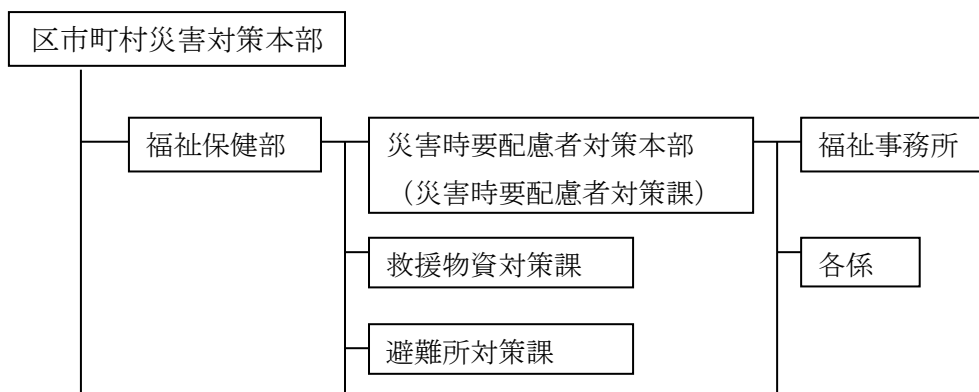 区市町村災害対策本部
福祉保健部
災害時要配慮者対策本部
（災害時要配慮者対策課）
福祉事務所
救援物資対策課
各係
避難所対策課